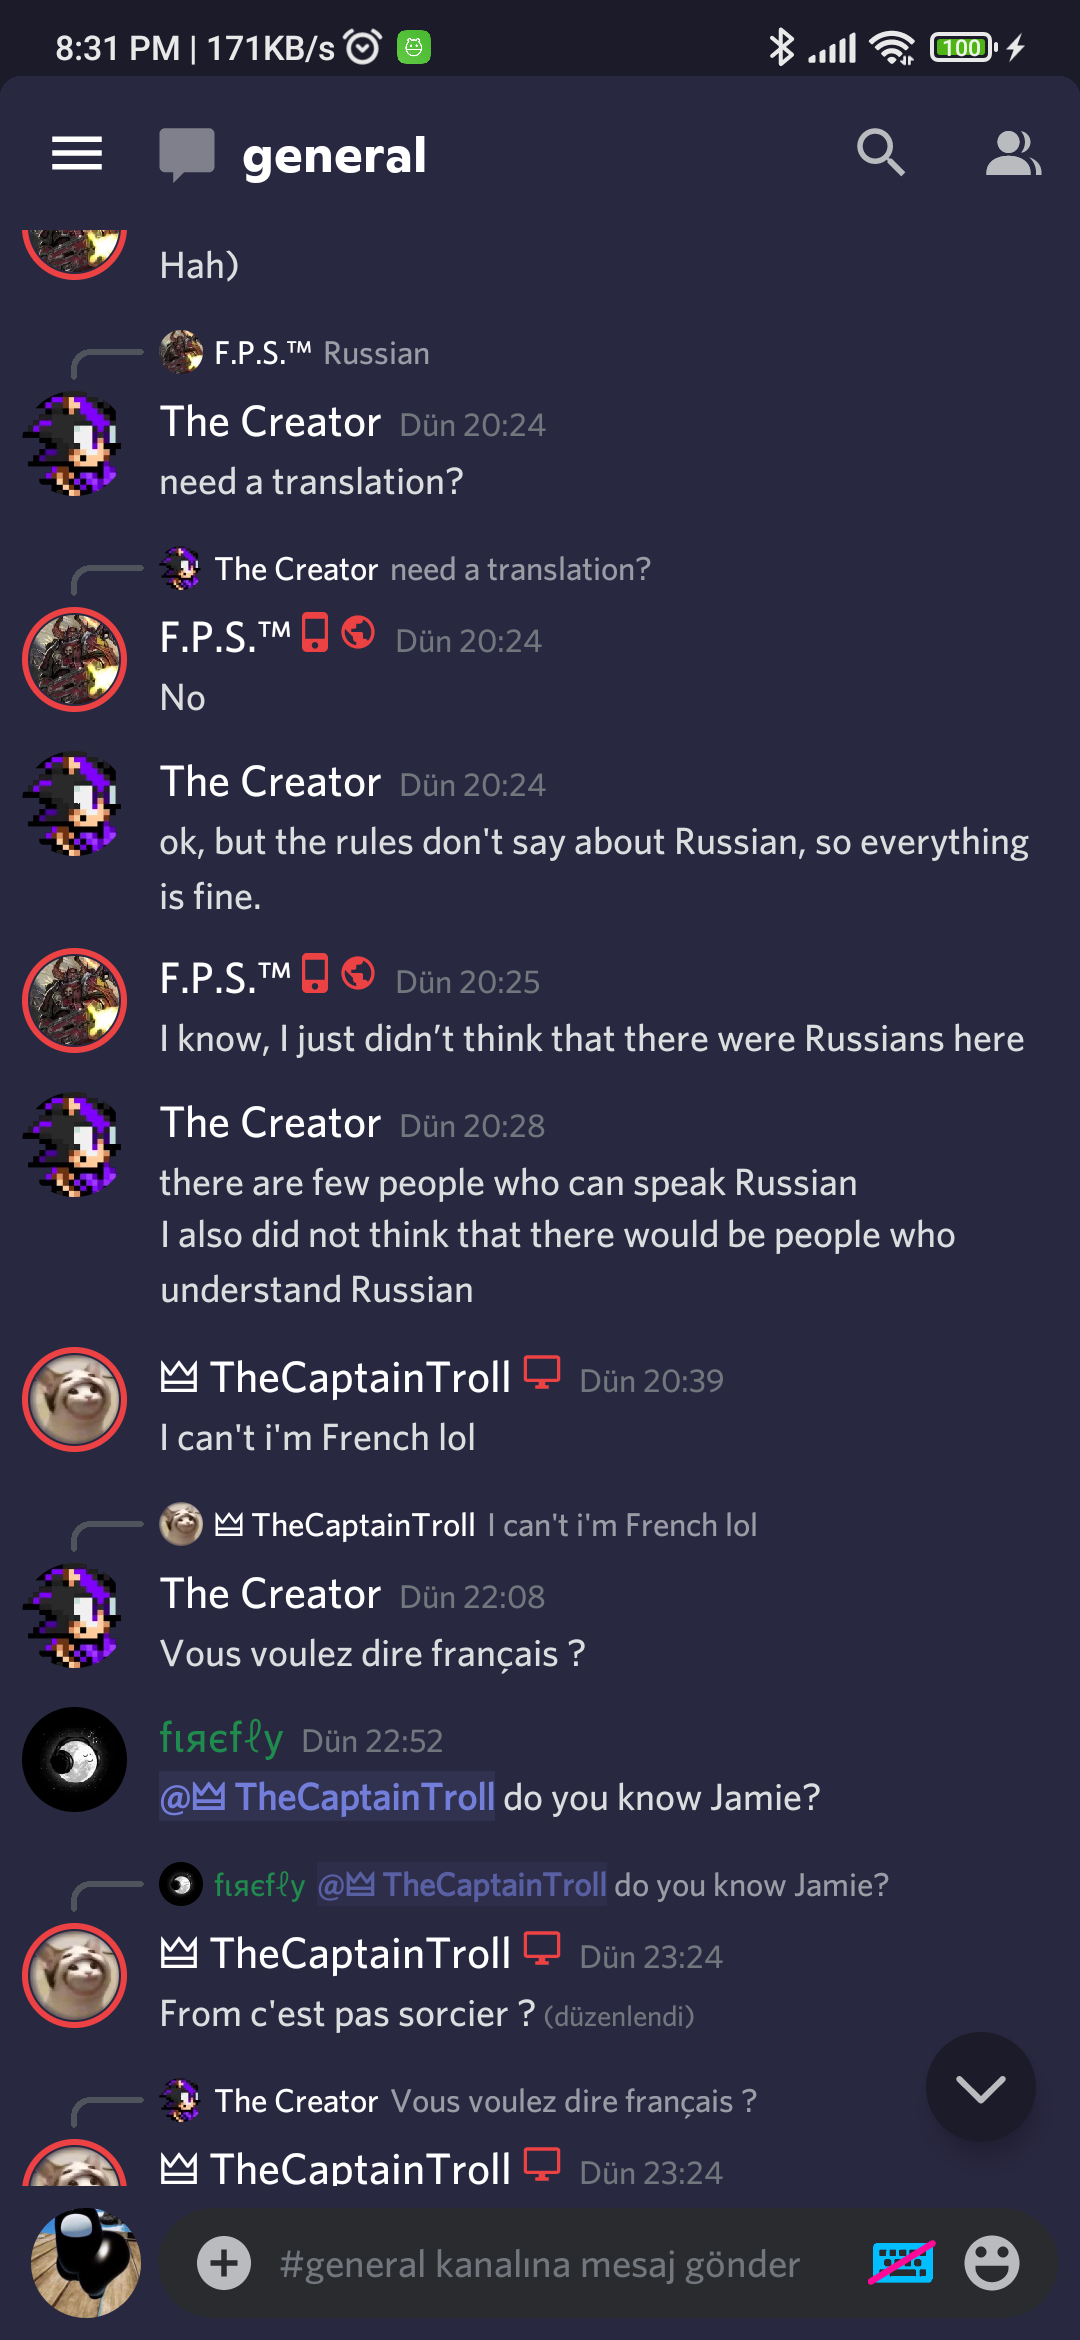 8:31 PM | 171KB/s
100
general
Hah)
F.P.S.™ Russian
The Creator Dün 20:24
need a translation?
The Creator need a translation?
F.P.S.™ Dün 20:24
No
The Creator Dün 20:24
ok, but the rules don't say about Russian, so everything
is fine.
F.P.S.™ Dün 20:25
I know, I just didn’t think that there were Russians here
The Creator Dün 20:28
there are few people who can speak Russian
I also did not think that there would be people who
understand Russian
TheCaptainTroll Dün 20:39
I can't i'm French lol
TheCaptainTroll I can't i'm French lol
The Creator Dün 22:08
Vous voulez dire français ?
fιяєfℓy Dün 22:52
@TheCaptainTroll do you know Jamie?
fιяєfℓy @TheCaptainTroll do you know Jamie?
TheCaptainTroll Dün 23:24
From c'est pas sorcier ? (düzenlendi)
The Creator Vous voulez dire français ?
TheCaptainTroll Dün 23:24
#general kanalına mesaj gönder